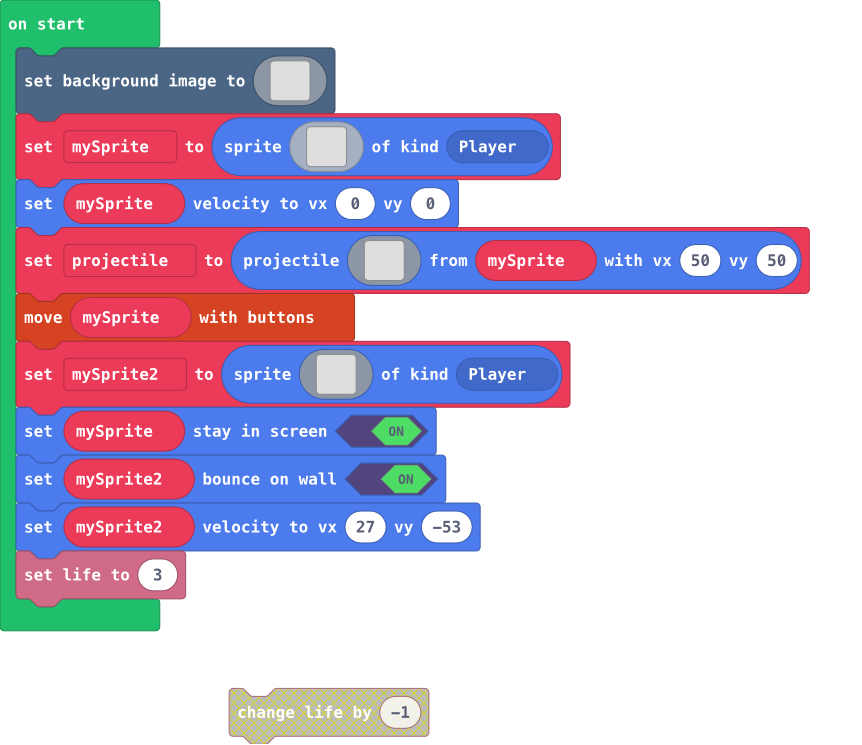 on start
set background image to
set mySprite to sprite of kind Player
set mySprite velocity to vx 0 vy 0
set projectile to projectile from mySprite with vx 50 vy 50
move mySprite with buttons
set mySprite2 to sprite of kind Player
set mySprite stay in screen ON
set mySprite2 bounce on wall ON
set mySprite2 velocity to vx 27 vy −53
set life to 3
change life by −1